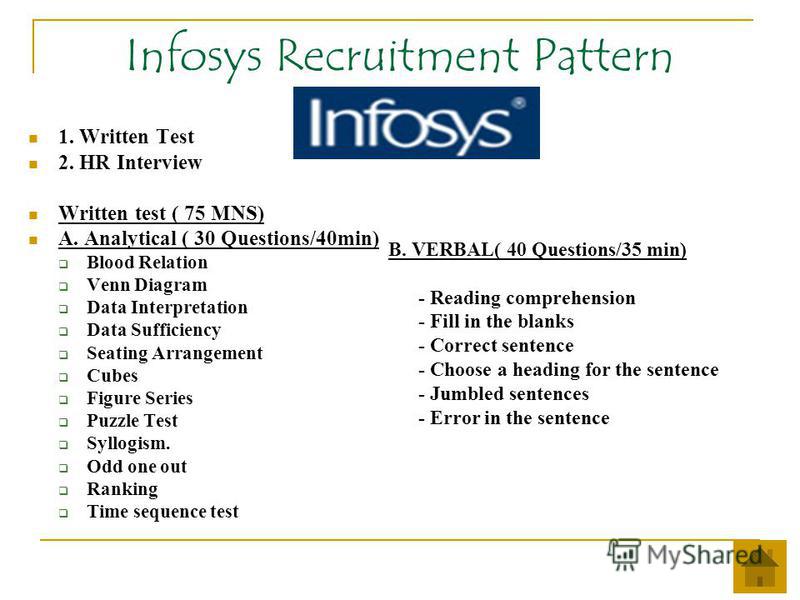 Infosys Recruitment Pattern
Infosys®
1. Written Test
2. HR Interview
Written test ( 75 MNS)
A. Analytical ( 30 Questions/40min)
Blood Relation
Venn Diagram
Data Interpretation
Data Sufficiency
Seating Arrangement
Cubes
Figure Series
Puzzle Test
Syllogism.
Odd one out
Ranking
Time sequence test
B. VERBAL( 40 Questions/35 min)
- Reading comprehension
- Fill in the blanks
- Correct sentence
- Choose a heading for the sentence
- Jumbled sentences
- Error in the sentence
MyShared